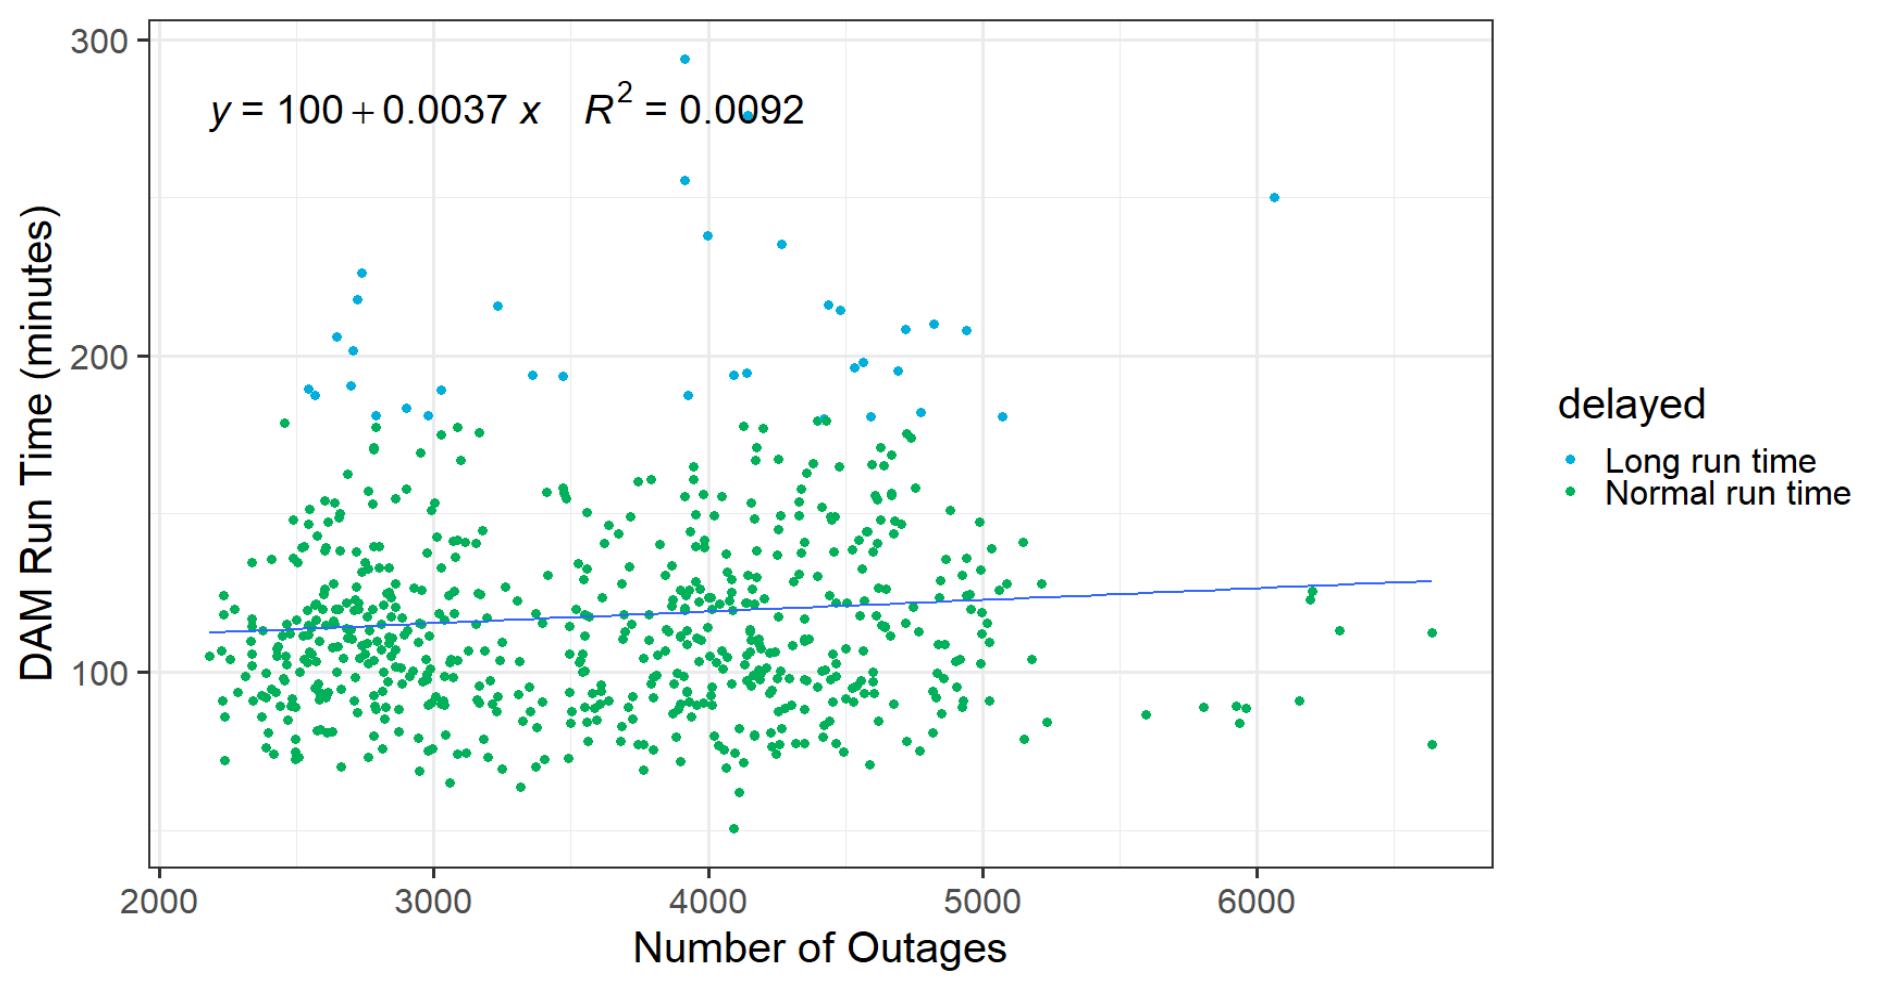 300
y = 100 + 0.0037 x R² = 0.0092
200
100
DAM Run Time (minutes)
2000 3000 4000 5000 6000
Number of Outages
delayed
Long run time
Normal run time